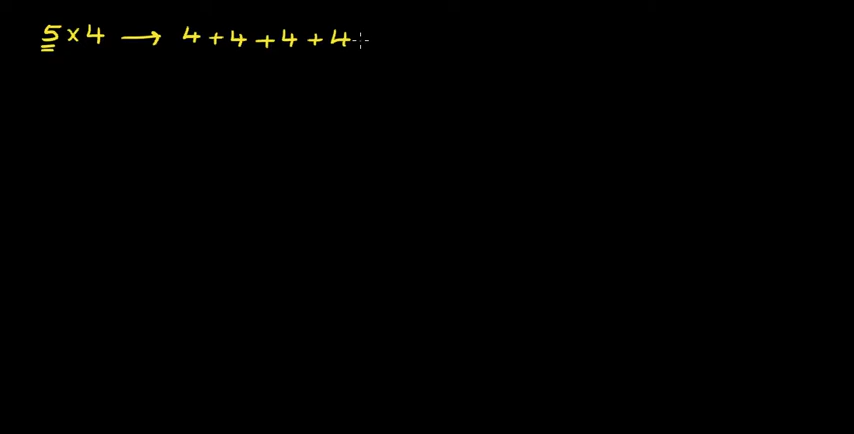 5 × 4 → 4 + 4 + 4 + 4